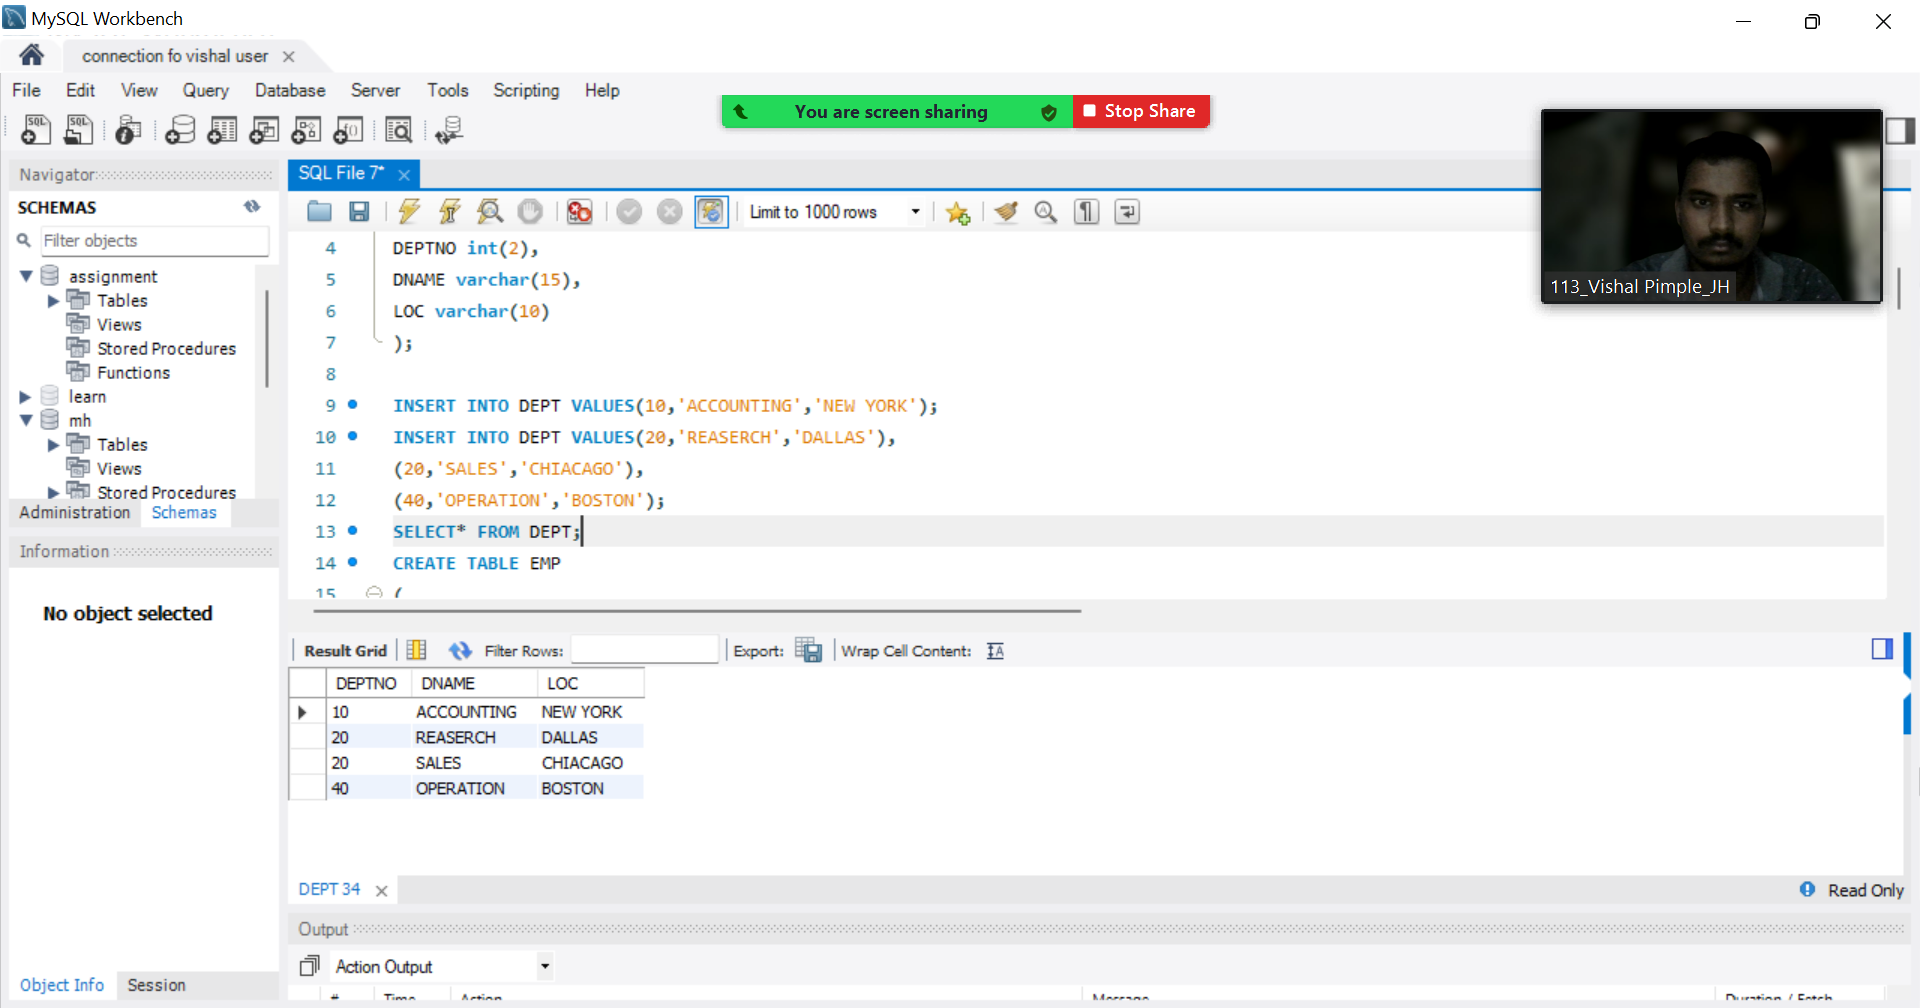 MySQL Workbench
connection fo vishal user
File Edit View Query Database Server Tools Scripting Help
You are screen sharing Stop Share
113_Vishal Pimple_JH
Navigator
SCHEMAS
Filter objects
assignment
Tables
Views
Stored Procedures
Functions
learn
mh
Tables
Views
Stored Procedures
Administration Schemas
Information
No object selected
Object Info Session
SQL File 7*
Limit to 1000 rows
4 DEPTNO int(2),
5 DNAME varchar(15),
6 LOC varchar(10)
7 );
8
9 INSERT INTO DEPT VALUES(10,'ACCOUNTING','NEW YORK');
10 INSERT INTO DEPT VALUES(20,'REASERCH','DALLAS'),
11 (20,'SALES','CHIACAGO'),
12 (40,'OPERATION','BOSTON');
13 SELECT* FROM DEPT;
14 CREATE TABLE EMP
15 (
Result Grid Filter Rows: Export: Wrap Cell Content:
DEPTNO DNAME LOC
10 ACCOUNTING NEW YORK
20 REASERCH DALLAS
20 SALES CHIACAGO
40 OPERATION BOSTON
DEPT 34
Read Only
Output
Action Output
# Time Action Message Duration / Fetch